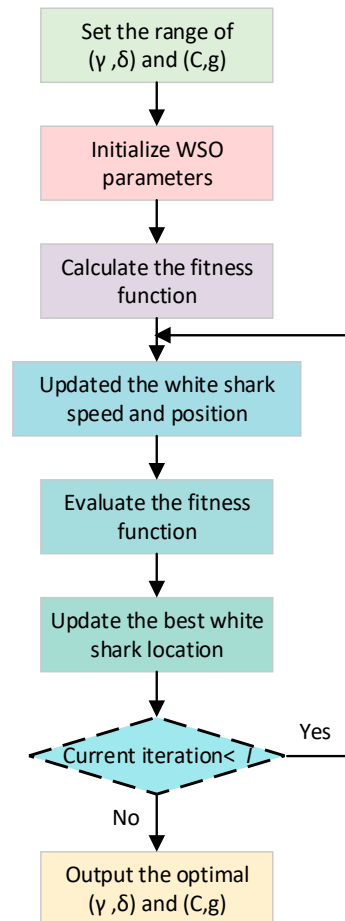 Set the range of
(γ ,δ) and (C,g)
Initialize WSO
parameters
Calculate the fitness
function
Updated the white shark
speed and position
Evaluate the fitness
function
Update the best white
shark location
Current iteration< I
Yes
No
Output the optimal
(γ ,δ) and (C,g)